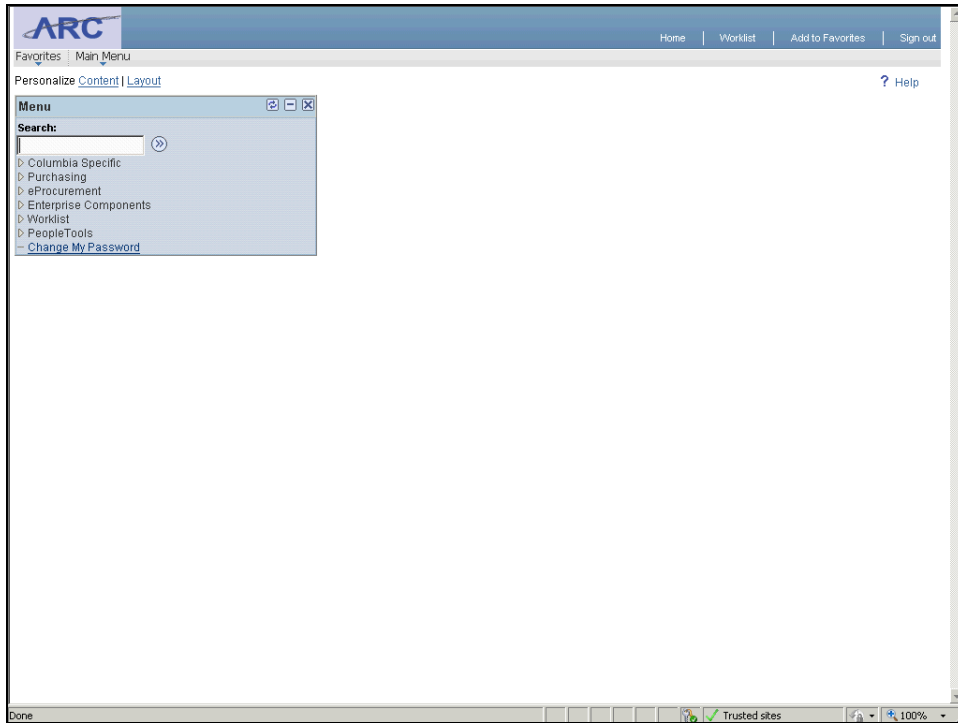 ARC
Home | Worklist | Add to Favorites | Sign out
Favorites Main Menu
Personalize Content | Layout
? Help
Menu
Search:
Columbia Specific
Purchasing
eProcurement
Enterprise Components
Worklist
PeopleTools
Change My Password
Done Trusted sites 100%